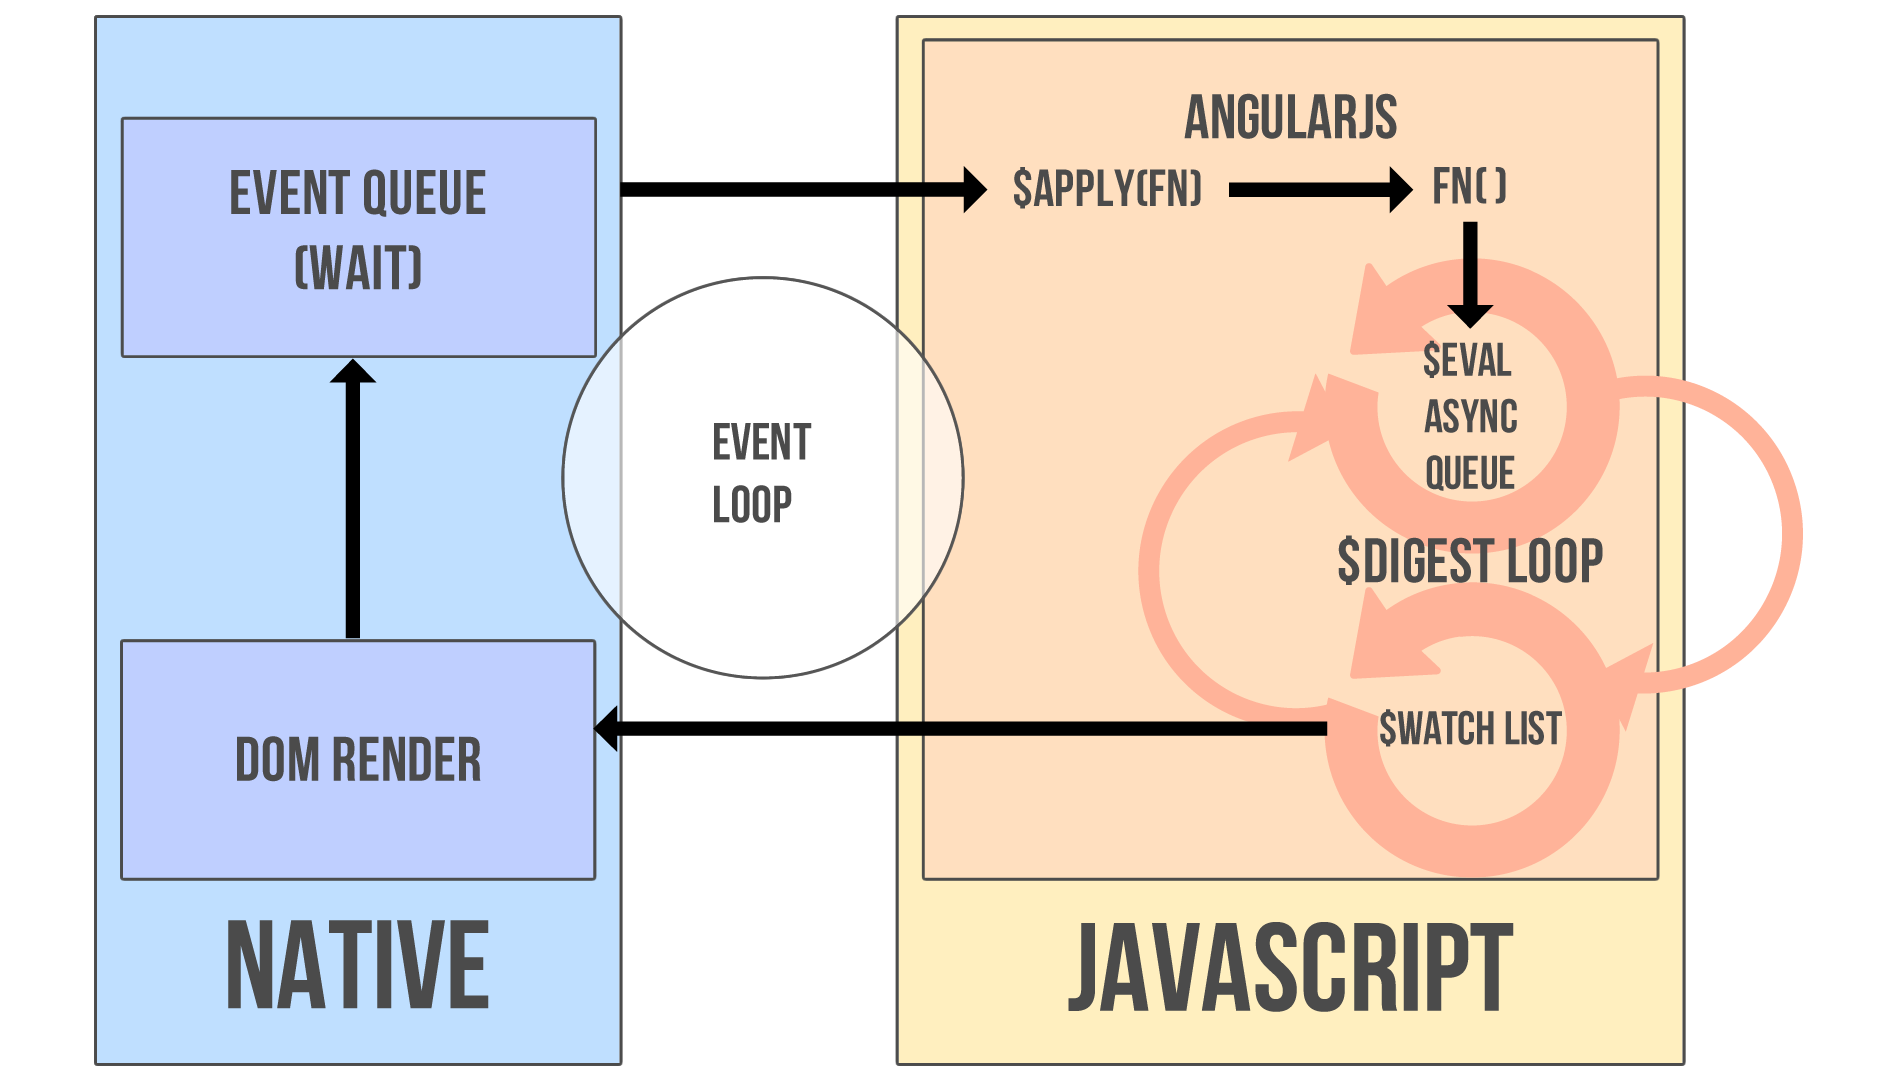 EVENT QUEUE
(WAIT)
DOM RENDER
NATIVE
EVENT
LOOP
ANGULARJS
$APPLY(FN)
FN( )
$EVAL
ASYNC
QUEUE
$DIGEST LOOP
$WATCH LIST
JAVASCRIPT